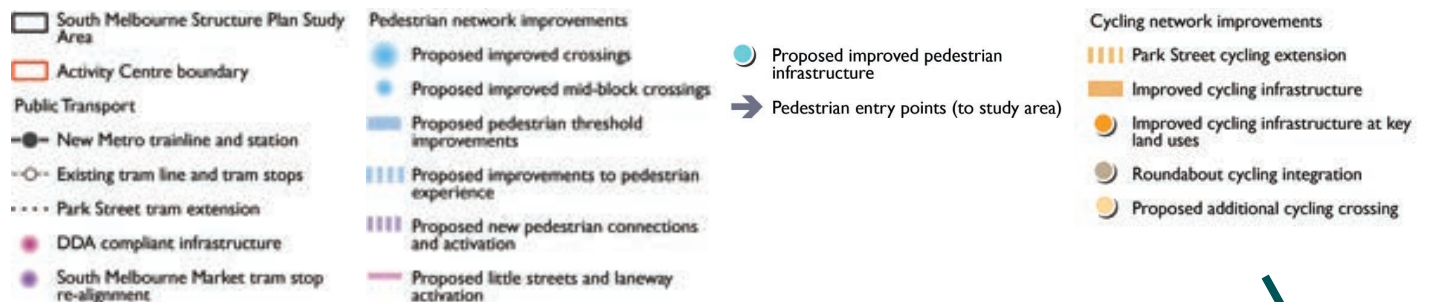 South Melbourne Structure Plan Study
Area
Activity Centre boundary
Public Transport
New Metro trainline and station
Existing tram line and tram stops
Park Street tram extension
DDA compliant infrastructure
South Melbourne Market tram stop
re-alignment
Pedestrian network improvements
Proposed improved crossings
Proposed improved mid-block crossings
Proposed pedestrian threshold
improvements
Proposed improvements to pedestrian
experience
Proposed new pedestrian connections
and activation
Proposed little streets and laneway
activation
Proposed improved pedestrian
infrastructure
Pedestrian entry points (to study area)
Cycling network improvements
Park Street cycling extension
Improved cycling infrastructure
Improved cycling infrastructure at key
land uses
Roundabout cycling integration
Proposed additional cycling crossing